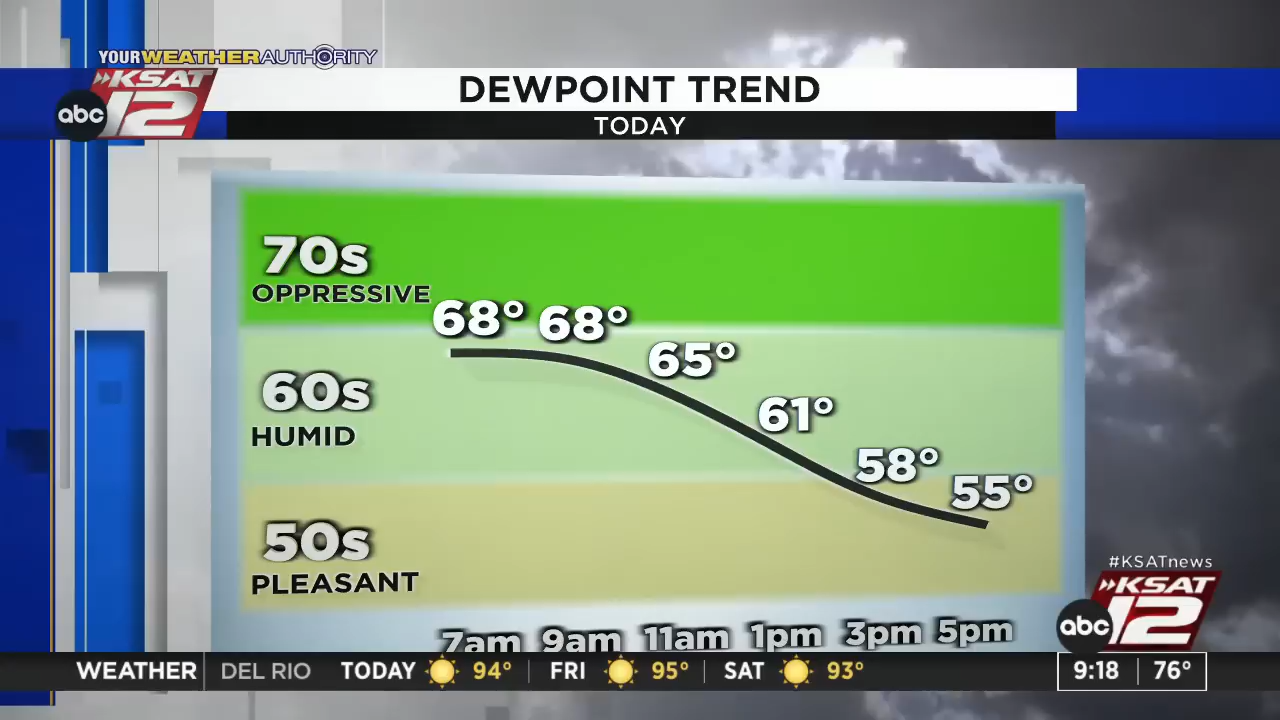 YOUR WEATHER AUTHORITY
KSAT
abc 12
DEWPOINT TREND
TODAY
70s
OPPRESSIVE
68° 68° 65° 61° 58° 55°
60s
HUMID
50s
PLEASANT
7am 9am 11am 1pm 3pm 5pm
#KSATnews
KSAT
abc 12
WEATHER DEL RIO TODAY 94° FRI 95° SAT 93° 9:18 76°